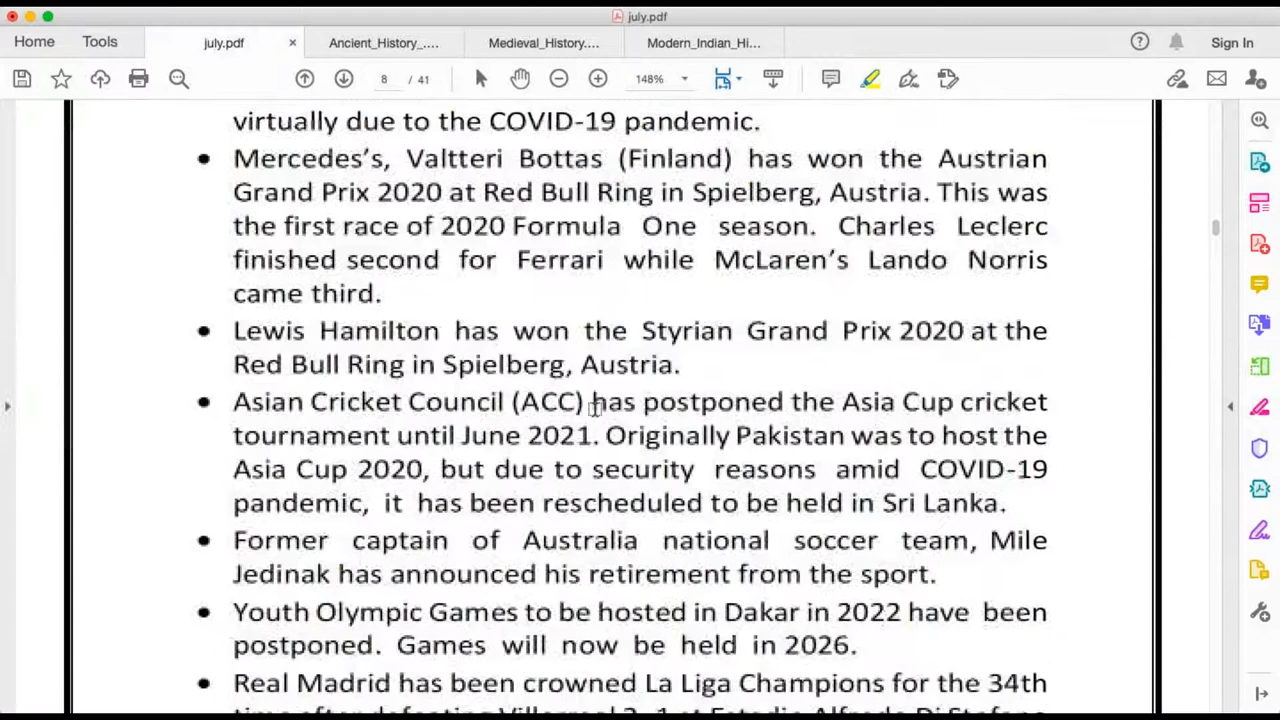 july.pdf
Home Tools july.pdf × Ancient_History_.... Medieval_History.... Modern_Indian_Hi... Sign In
8 / 41 148%
virtually due to the COVID-19 pandemic.
• Mercedes's, Valtteri Bottas (Finland) has won the Austrian
Grand Prix 2020 at Red Bull Ring in Spielberg, Austria. This was
the first race of 2020 Formula One season. Charles Leclerc
finished second for Ferrari while McLaren's Lando Norris
came third.
• Lewis Hamilton has won the Styrian Grand Prix 2020 at the
Red Bull Ring in Spielberg, Austria.
• Asian Cricket Council (ACC) has postponed the Asia Cup cricket
tournament until June 2021. Originally Pakistan was to host the
Asia Cup 2020, but due to security reasons amid COVID-19
pandemic, it has been rescheduled to be held in Sri Lanka.
• Former captain of Australia national soccer team, Mile
Jedinak has announced his retirement from the sport.
• Youth Olympic Games to be hosted in Dakar in 2022 have been
postponed. Games will now be held in 2026.
• Real Madrid has been crowned La Liga Champions for the 34th